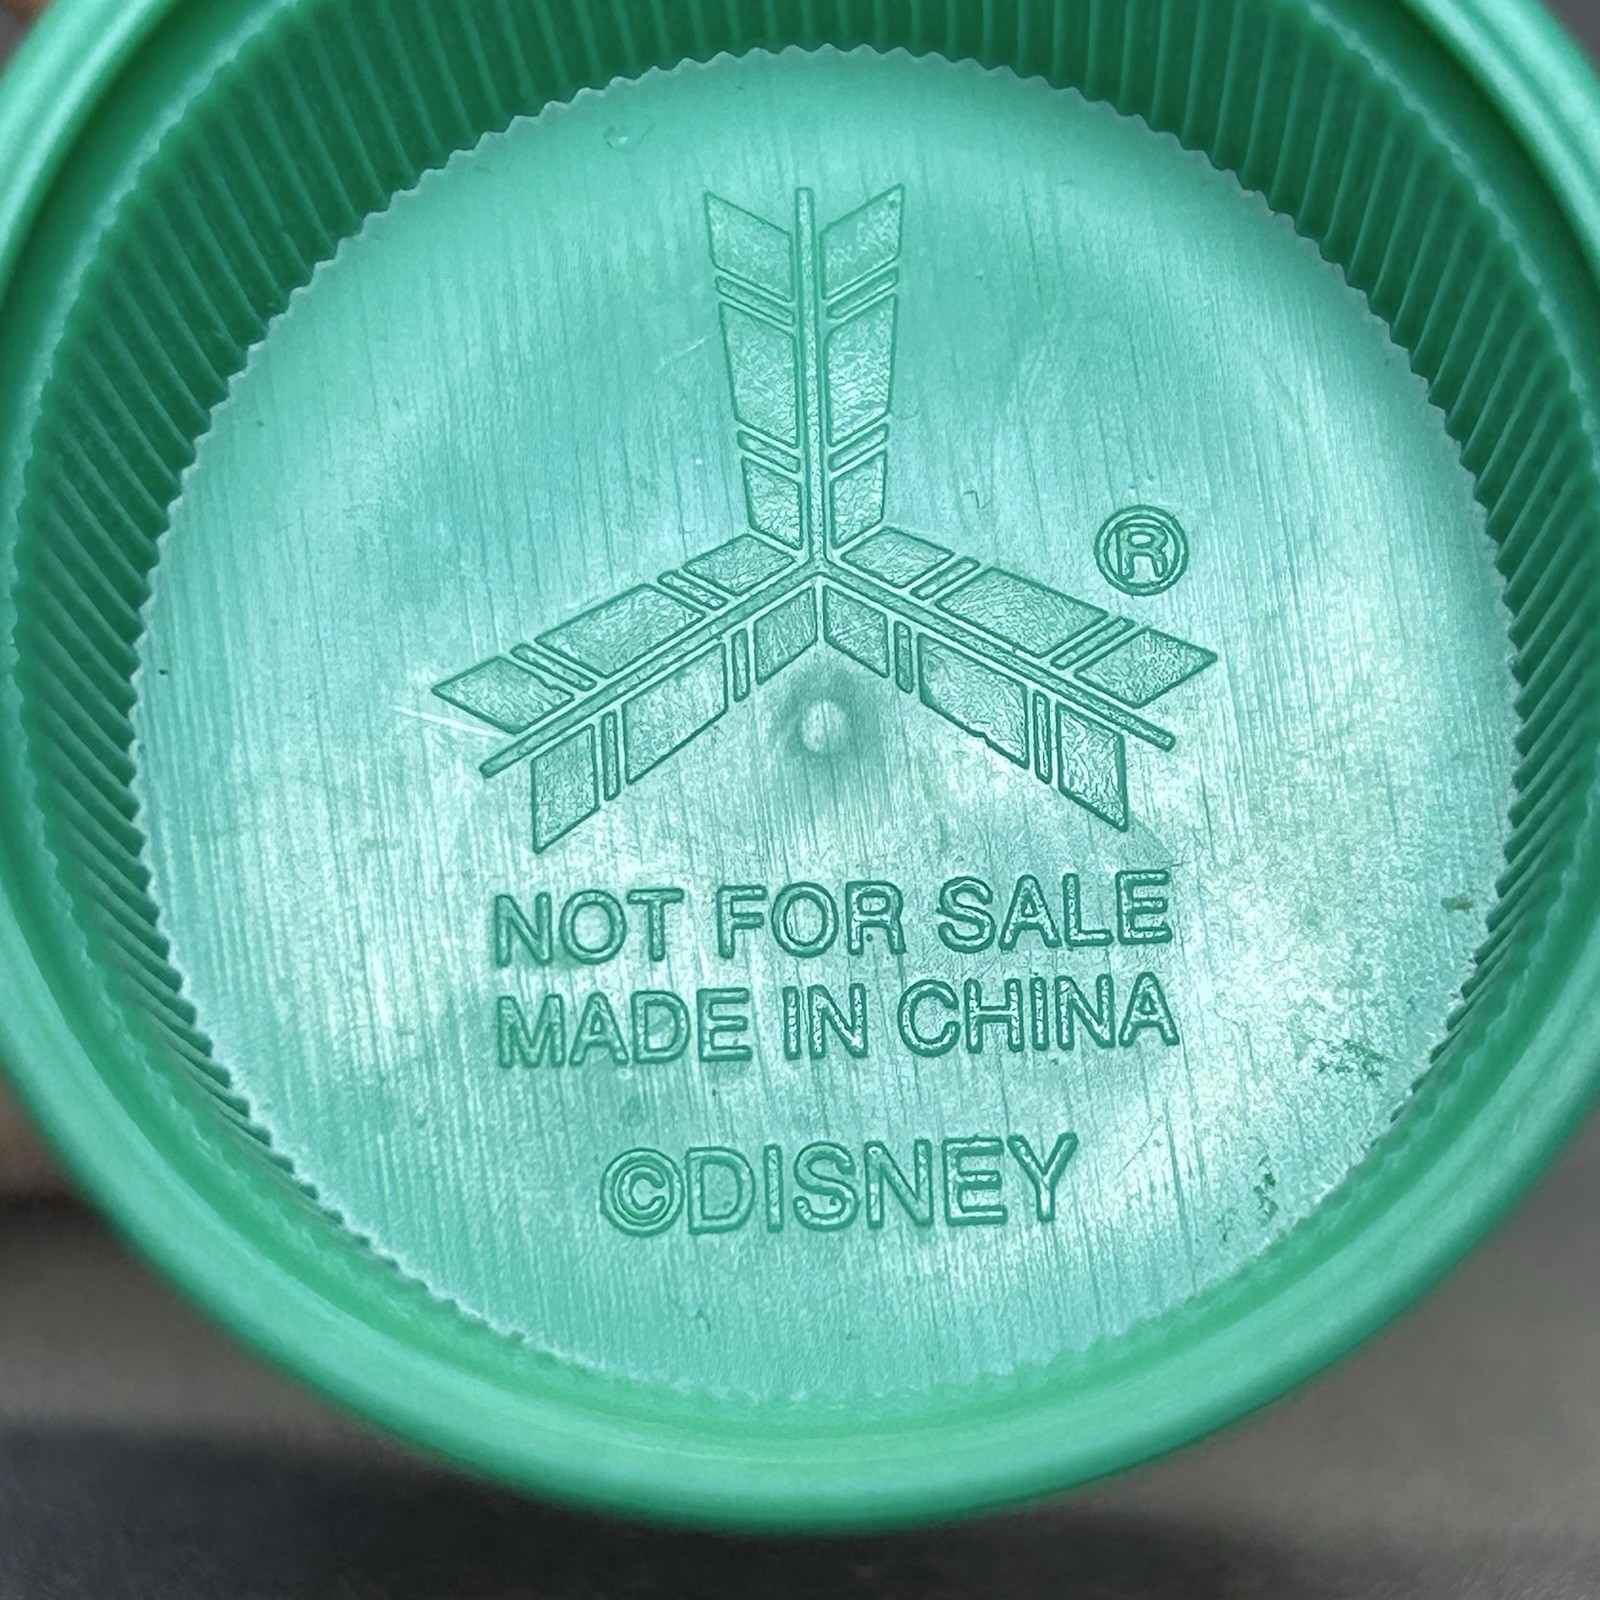 ®
NOT FOR SALE
MADE IN CHINA
©DISNEY